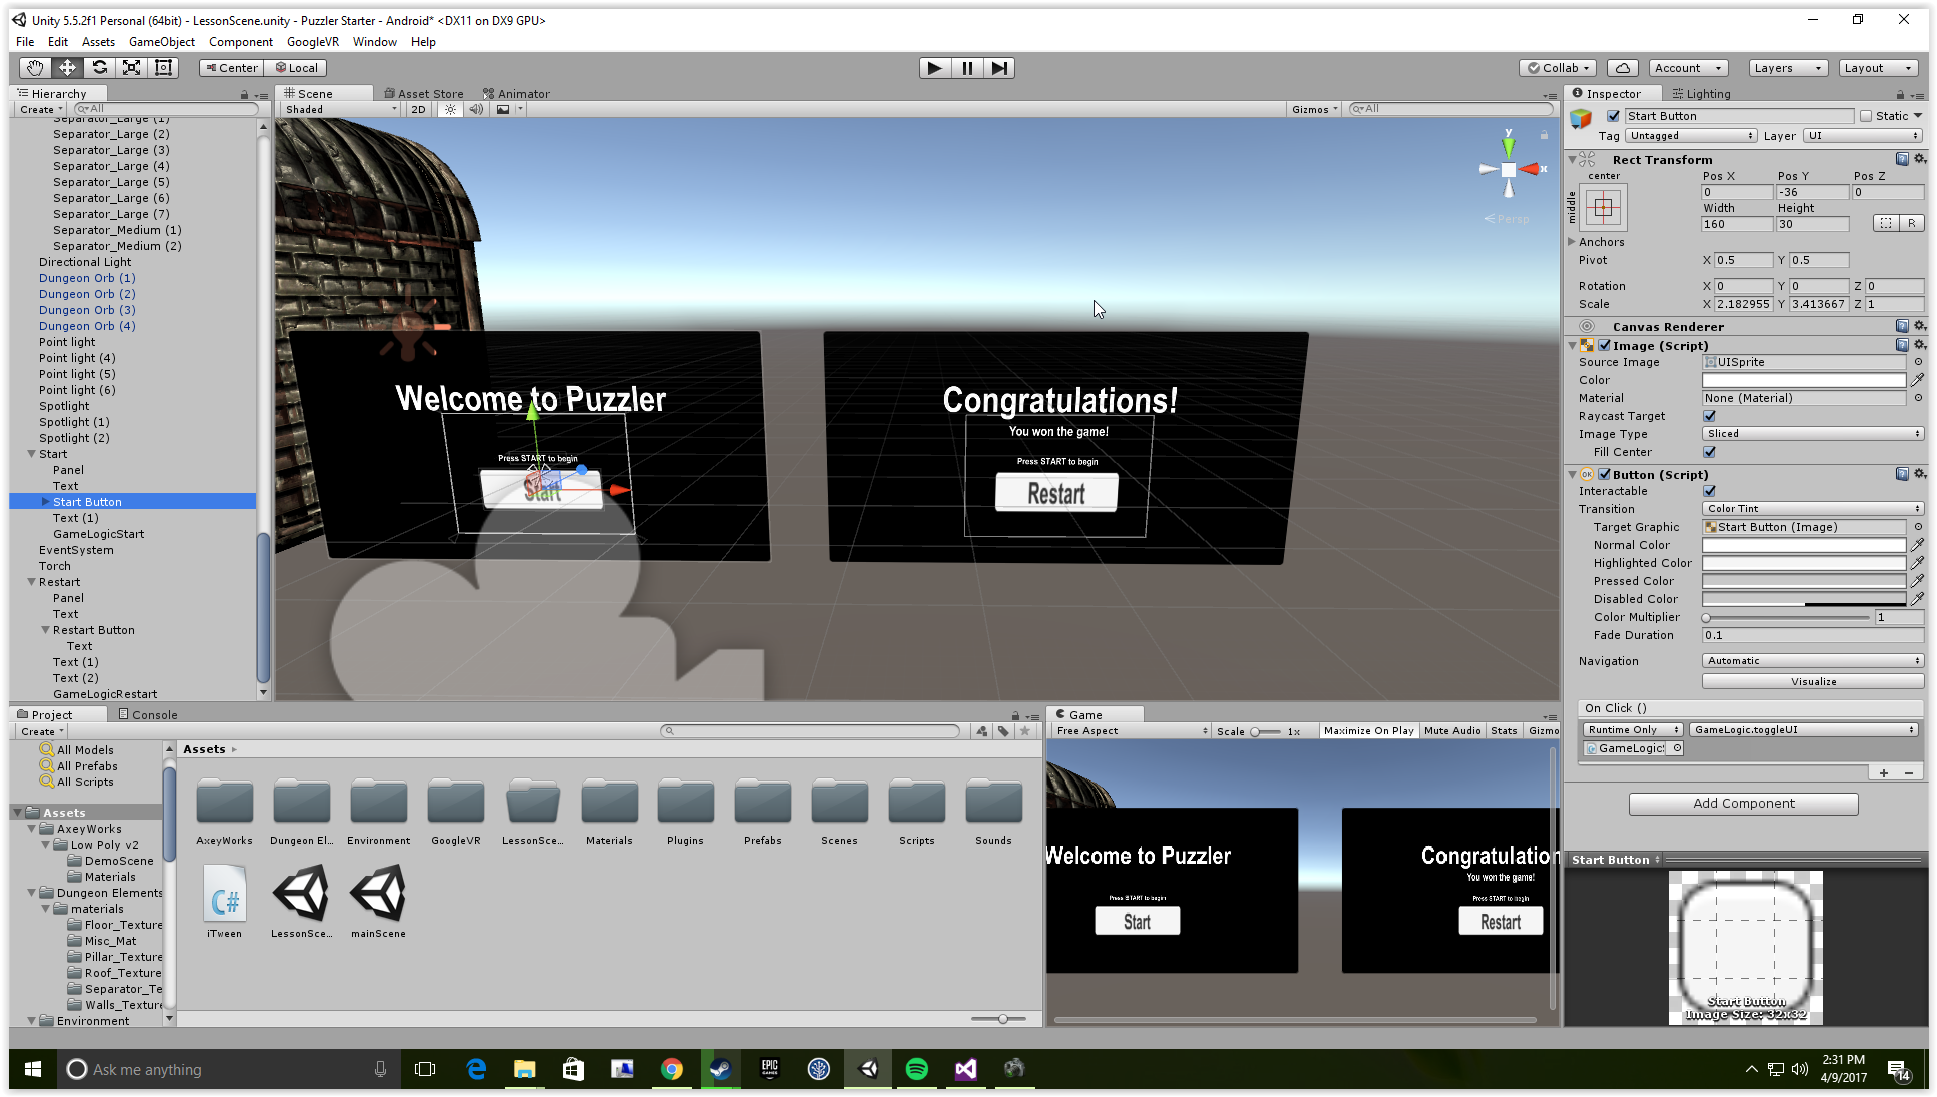 Unity 5.5.2f1 Personal (64bit) - LessonScene.unity - Puzzler Starter - Android* <DX11 on DX9 GPU>
File Edit Assets GameObject Component GoogleVR Window Help
Center Local Collab Account Layers Layout
Hierarchy
Create All
Separator_Large (1)
Separator_Large (2)
Separator_Large (3)
Separator_Large (4)
Separator_Large (5)
Separator_Large (6)
Separator_Large (7)
Separator_Medium (1)
Separator_Medium (2)
Directional Light
Dungeon Orb (1)
Dungeon Orb (2)
Dungeon Orb (3)
Dungeon Orb (4)
Point light
Point light (4)
Point light (5)
Point light (6)
Spotlight
Spotlight (1)
Spotlight (2)
Start
Panel
Text
Start Button
Text (1)
GameLogicStart
EventSystem
Torch
Restart
Panel
Text
Restart Button
Text
Text (1)
Text (2)
GameLogicRestart
Scene Asset Store Animator
Shaded 2D Gizmos All
y
x
Persp
Welcome to Puzzler
Press START to begin
Start
Congratulations!
You won the game!
Press START to begin
Restart
Inspector Lighting
Start Button Static
Tag Untagged Layer UI
Rect Transform
center
middle
Pos X Pos Y Pos Z
0 -36 0
Width Height
160 30 R
Anchors
Pivot X 0.5 Y 0.5
Rotation X 0 Y 0 Z 0
Scale X 2.182955 Y 3.413667 Z 1
Canvas Renderer
Image (Script)
Source Image UISprite
Color
Material None (Material)
Raycast Target
Image Type Sliced
Fill Center
OK Button (Script)
Interactable
Transition Color Tint
Target Graphic Start Button (Image)
Normal Color
Highlighted Color
Pressed Color
Disabled Color
Color Multiplier 1
Fade Duration 0.1
Navigation Automatic
Visualize
On Click ()
Runtime Only GameLogic.toggleUI
GameLogicS
+ −
Add Component
Start Button
Start Button
Image Size: 32x32
Project Console
Create
All Models
All Prefabs
All Scripts
Assets
AxeyWorks
Low Poly v2
DemoScene
Materials
Dungeon Elements
materials
Floor_Texture
Misc_Mat
Pillar_Texture
Roof_Texture
Separator_Te
Walls_Texture
Environment
Assets
AxeyWorks Dungeon El... Environment GoogleVR LessonSce... Materials Plugins Prefabs Scenes Scripts Sounds
C#
iTween LessonSce... mainScene
Game
Free Aspect Scale 1x Maximize On Play Mute Audio Stats Gizmo
Welcome to Puzzler
Press START to begin
Start
Congratulation
You won the game!
Press START to begin
Restart
Ask me anything
EPIC GAMES
2:31 PM
4/9/2017
14